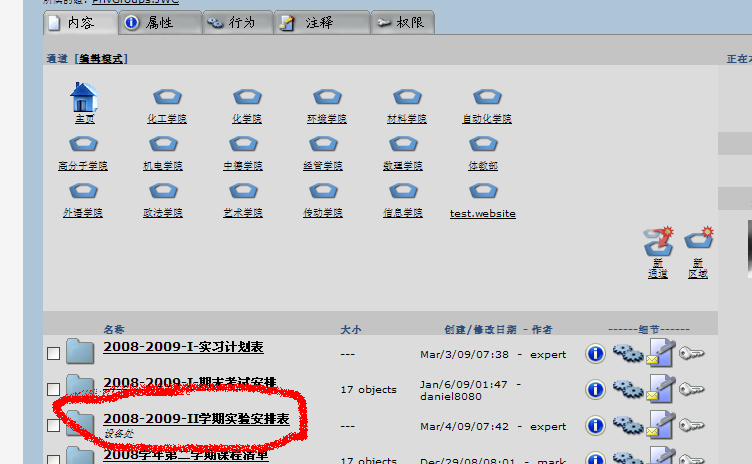 所属的组: PrivGroups.JWC
内容 属性 行为 注释 权限
通道 [编辑模式]
正在本
主页 化工学院 化学院 环境学院 材料学院 自动化学院
高分子学院 机电学院 中德学院 经管学院 数理学院 体教部
外语学院 政法学院 艺术学院 传动学院 信息学院 test.website
新 新
通道 区域
名称 大小 创建/修改日期 - 作者 ------细节------
2008-2009-I-实习计划表 --- Mar/3/09/07:38 - expert
2008-2009-I-期末考试安排 17 objects Jan/6/09/01:47 -
daniel8080
2008-2009-II学期实验安排表 --- Mar/4/09/07:42 - expert
设备处
2008学年第二学期课程清单 17 objects Dec/29/08/08:01 - mark